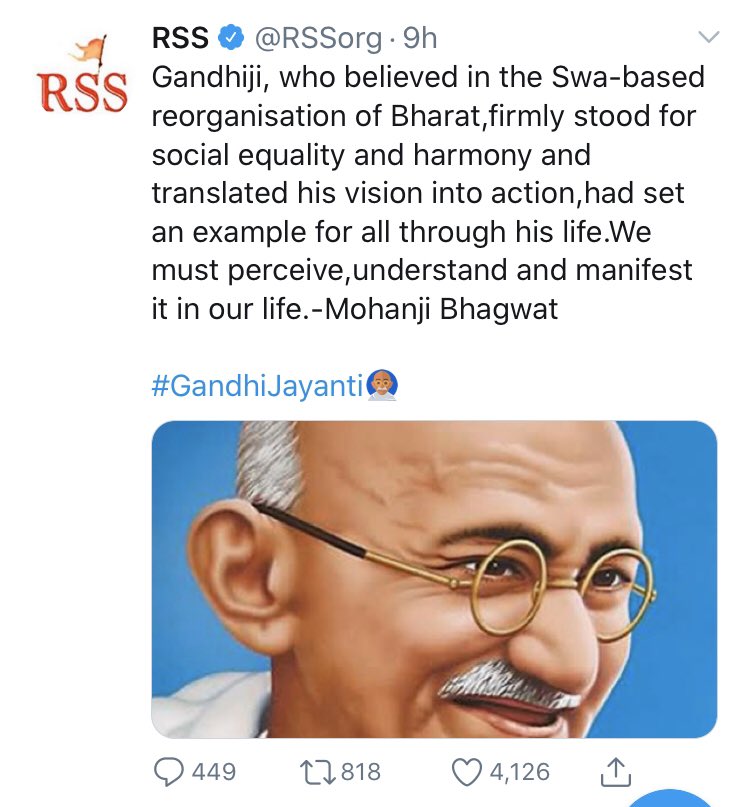 RSS @RSSorg · 9h
RSS
Gandhiji, who believed in the Swa-based
reorganisation of Bharat,firmly stood for
social equality and harmony and
translated his vision into action,had set
an example for all through his life.We
must perceive,understand and manifest
it in our life.-Mohanji Bhagwat
#GandhiJayanti
449 818 4,126